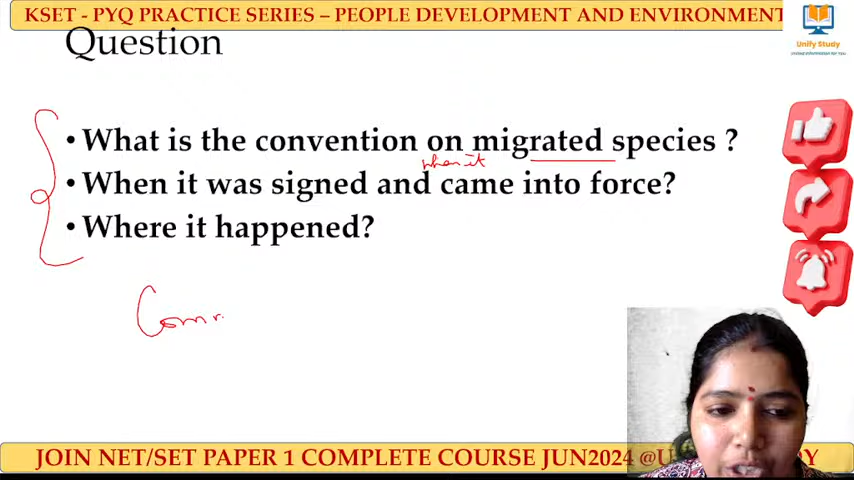 KSET - PYQ PRACTICE SERIES – PEOPLE DEVELOPMENT AND ENVIRONMENT
Unify Study
Question
• What is the convention on migrated species ?
when it
• When it was signed and came into force?
• Where it happened?
Com
JOIN NET/SET PAPER 1 COMPLETE COURSE JUN2024 @U